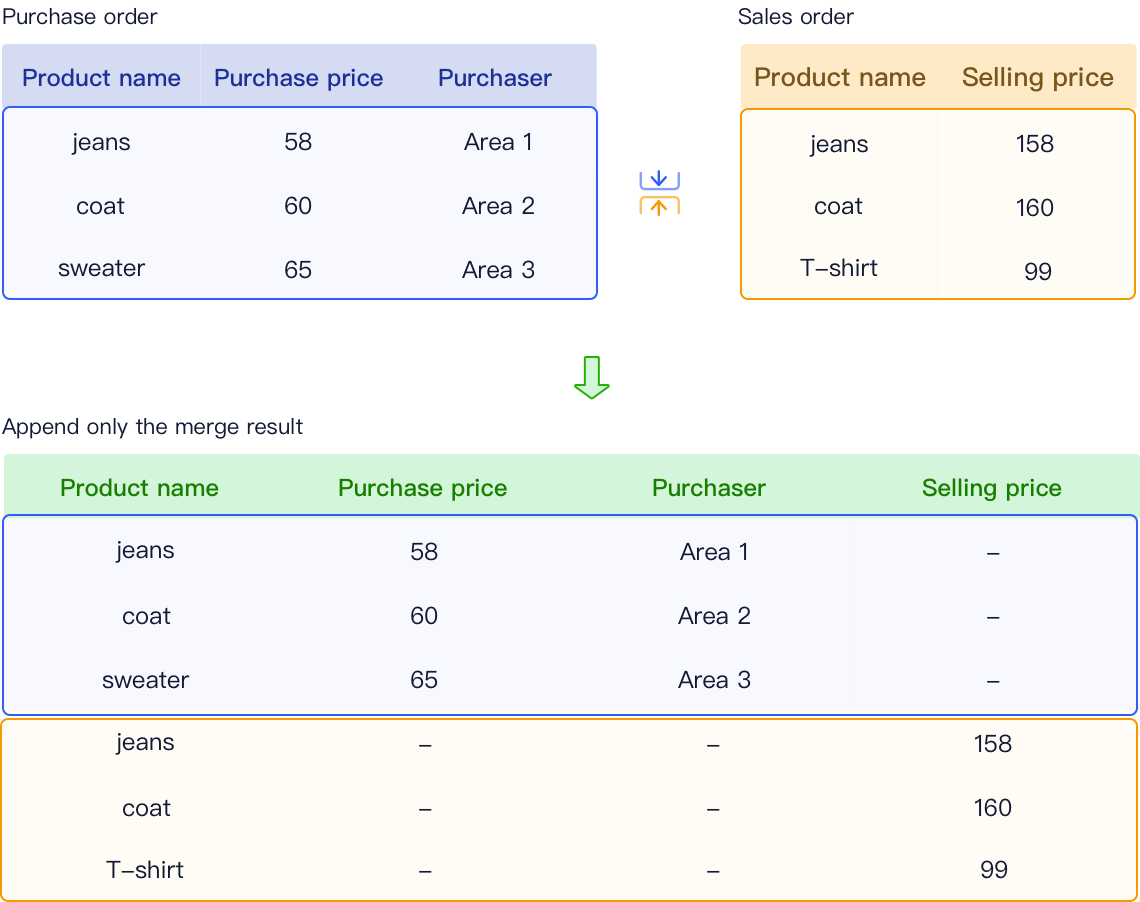 Purchase order
Product name Purchase price Purchaser
jeans 58 Area 1
coat 60 Area 2
sweater 65 Area 3
Sales order
Product name Selling price
jeans 158
coat 160
T–shirt 99
Append only the merge result
Product name Purchase price Purchaser Selling price
jeans 58 Area 1 –
coat 60 Area 2 –
sweater 65 Area 3 –
jeans – – 158
coat – – 160
T–shirt – – 99